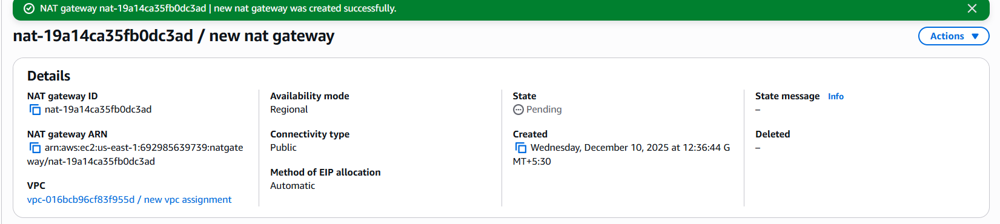 NAT gateway nat-19a14ca35fb0dc3ad | new nat gateway was created successfully.
nat-19a14ca35fb0dc3ad / new nat gateway
Actions
Details
NAT gateway ID
nat-19a14ca35fb0dc3ad
NAT gateway ARN
arn:aws:ec2:us-east-1:692985639739:natgate
way/nat-19a14ca35fb0dc3ad
VPC
vpc-016bcb96cf83f955d / new vpc assignment
Availability mode
Regional
Connectivity type
Public
Method of EIP allocation
Automatic
State
Pending
Created
Wednesday, December 10, 2025 at 12:36:44 G
MT+5:30
State message Info
–
Deleted
–